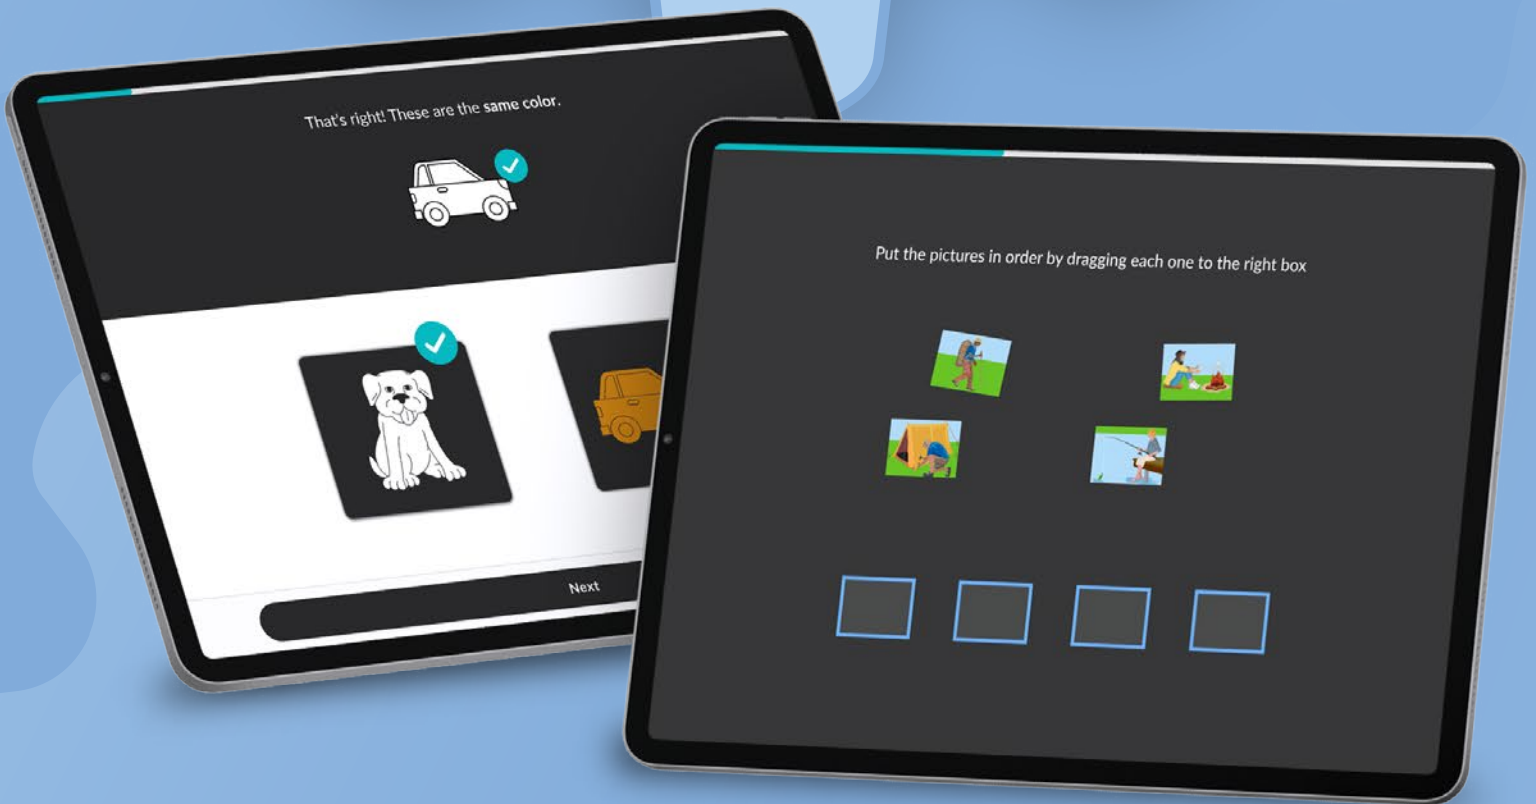 That's right! These are the same color.
Next
Put the pictures in order by dragging each one to the right box